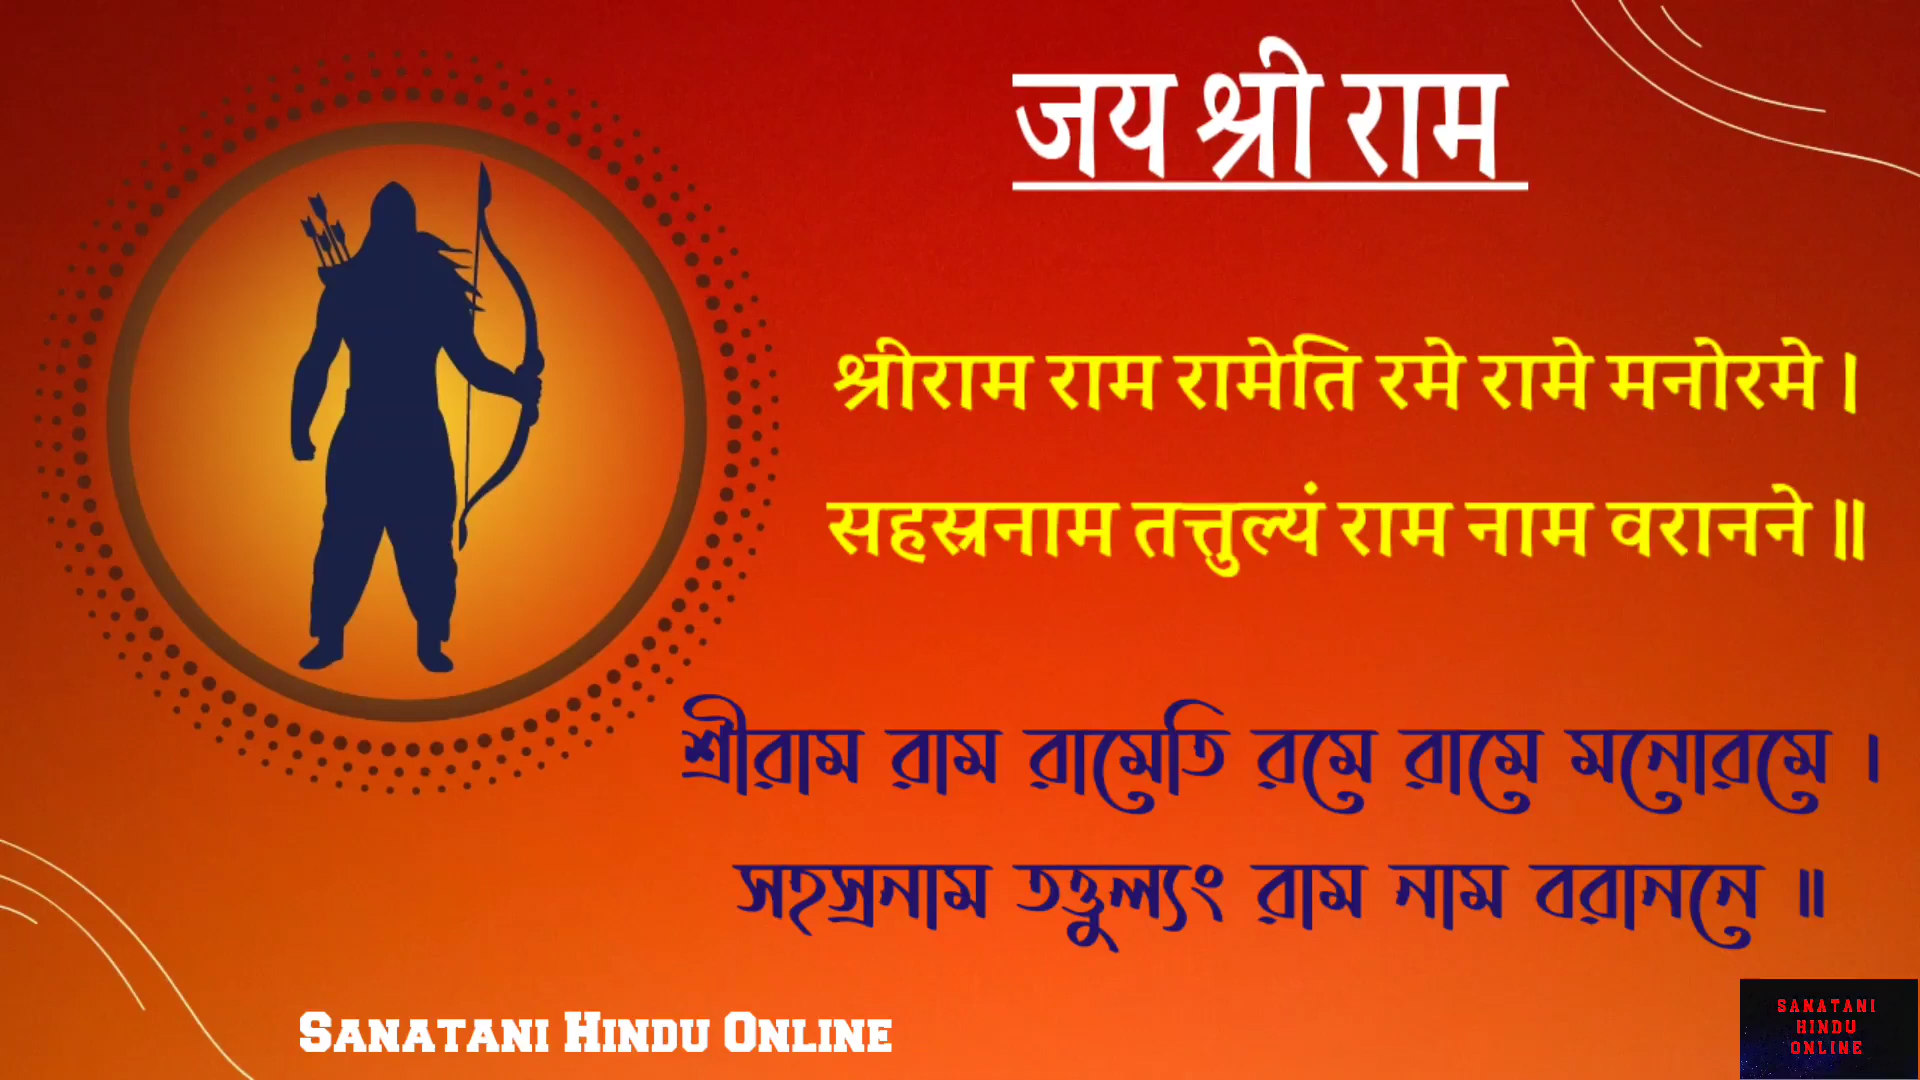 जय श्री राम
श्रीराम राम रामेति रमे रामे मनोरमे ।
सहस्रनाम तत्तुल्यं राम नाम वरानने ॥
শ্রীরাম রাম রামেতি রমে রামে মনোরমে ।
সহস্রনাম তত্তুল্যং রাম নাম বরাননে ॥
SANATANI HINDU ONLINE
SANATANI
HINDU
ONLINE